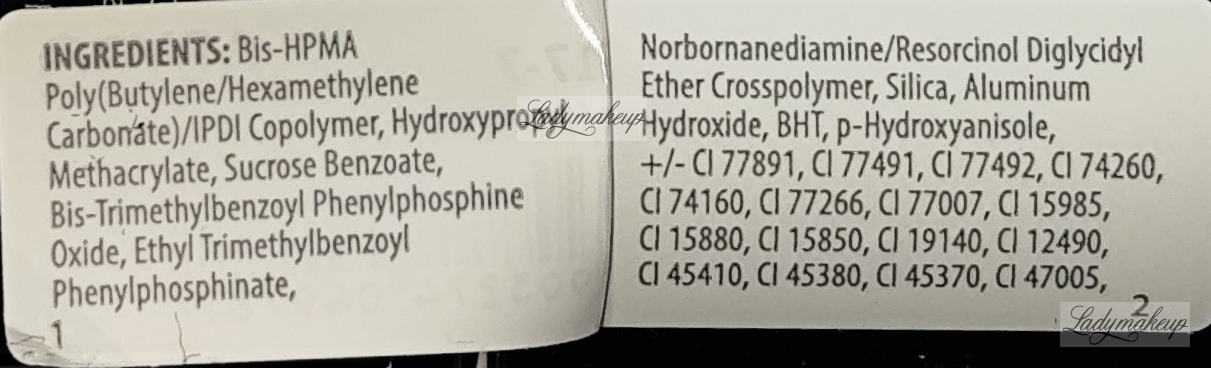 INGREDIENTS: Bis-HPMA
Poly(Butylene/Hexamethylene
Carbonate)/IPDI Copolymer, Hydroxypropyl
Methacrylate, Sucrose Benzoate,
Bis-Trimethylbenzoyl Phenylphosphine
Oxide, Ethyl Trimethylbenzoyl
Phenylphosphinate,
1
Norbornanediamine/Resorcinol Diglycidyl
Ether Crosspolymer, Silica, Aluminum
Hydroxide, BHT, p-Hydroxyanisole,
+/- CI 77891, CI 77491, CI 77492, CI 74260,
CI 74160, CI 77266, CI 77007, CI 15985,
CI 15880, CI 15850, CI 19140, CI 12490,
CI 45410, CI 45380, CI 45370, CI 47005,
2
Ladymakeup
Ladymakeup